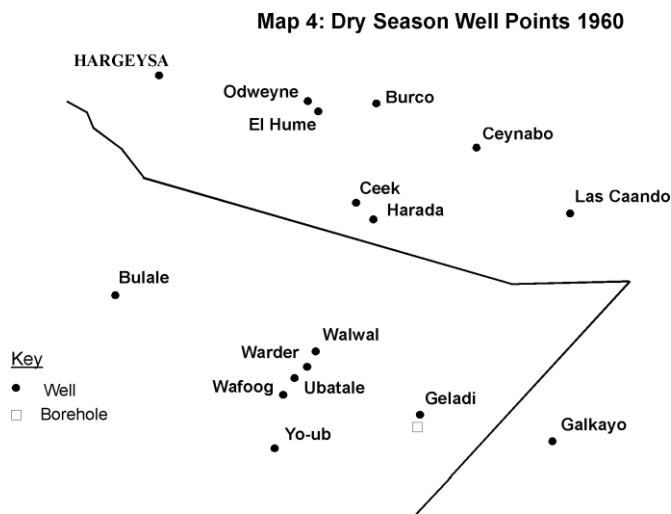 Map 4: Dry Season Well Points 1960
HARGEYSA
Odweyne
Burco
El Hume
Ceynabo
Ceek
Las Caando
Harada
Bulale
Walwal
Key
Warder
Well
Wafoog
Ubatale
Borehole
Geladi
Yo-ub
Galkayo